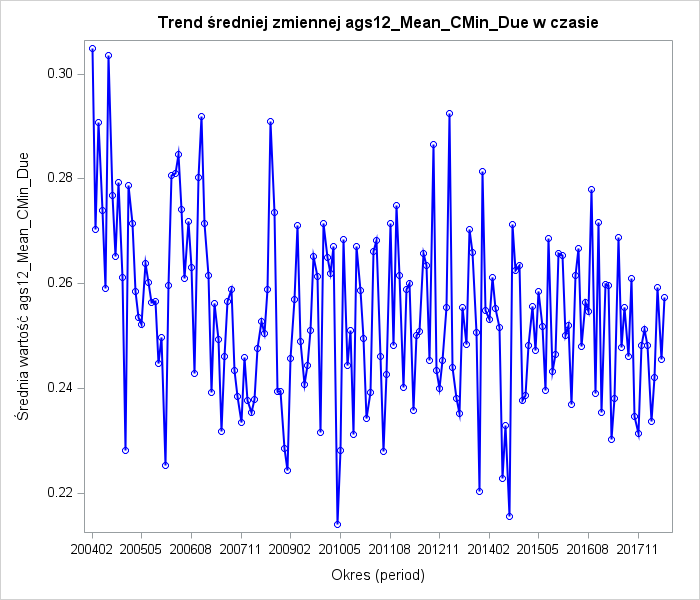 Trend średniej zmiennej ags12_Mean_CMin_Due w czasie
0.30
0.28
0.26
0.24
0.22
Średnia wartość ags12_Mean_CMin_Due
200402 200505 200608 200711 200902 201005 201108 201211 201402 201505 201608 201711
Okres (period)